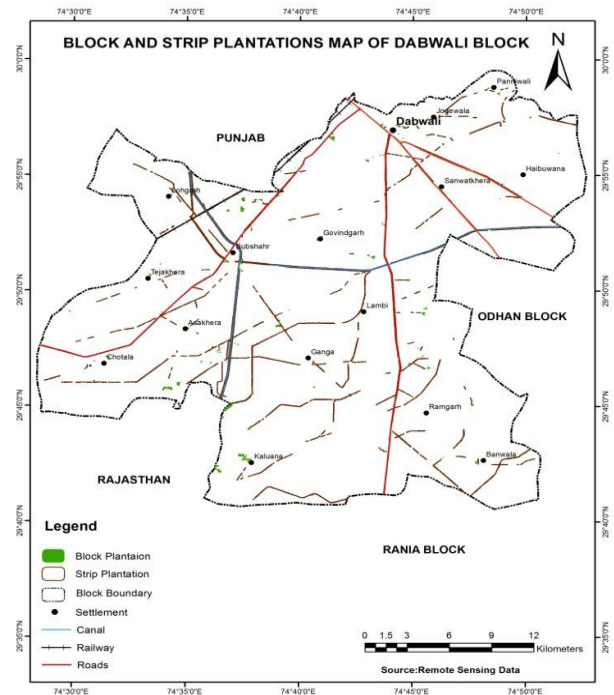 74°30'0"E 74°35'0"E 74°40'0"E 74°45'0"E 74°50'0"E
BLOCK AND STRIP PLANTATIONS MAP OF DABWALI BLOCK
N
30°0'0"N 30°0'0"N
Panniwali
Jogewala
Dabwali
PUNJAB
29°55'0"N 29°55'0"N
Haibuwana
Sanwatkhera
Lohgarh
Govindgarh
Bubshahr
Tejakhera
29°50'0"N 29°50'0"N
Lambi
ODHAN BLOCK
Asakhera
Ganga
Chotala
29°45'0"N 29°45'0"N
Ramgarh
Kaluana
Banwala
RAJASTHAN
29°40'0"N 29°40'0"N
Legend
RANIA BLOCK
Block Plantaion
Strip Plantation
Block Boundary
Settlement
Canal
Railway
Roads
29°35'0"N 29°35'0"N
0 1.5 3 6 9 12
Kilometers
Source:Remote Sensing Data
74°30'0"E 74°35'0"E 74°40'0"E 74°45'0"E 74°50'0"E